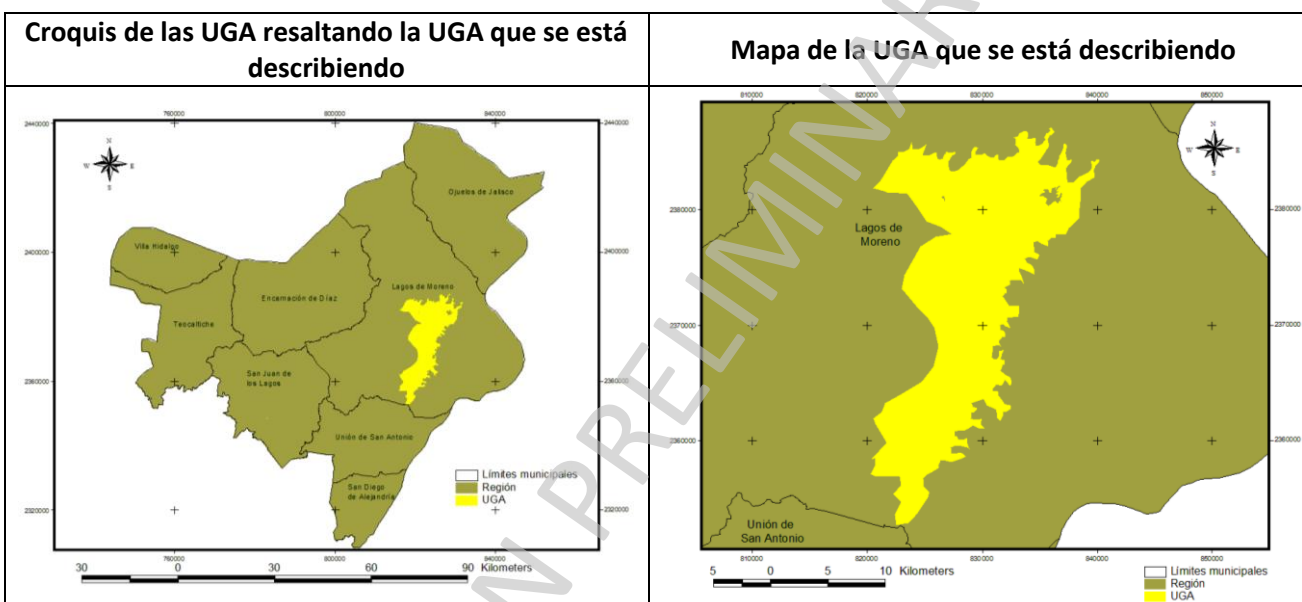 Croquis de las UGA resaltando la UGA que se está
describiendo
Mapa de la UGA que se está describiendo
760000 800000 840000
2440000 2440000
N
W E
S
Ojuelos de Jalisco
Villa Hidalgo
2400000 2400000
Encarnación de Díaz
Lagos de Moreno
Teocaltiche
San Juan de
los Lagos
2360000 2360000
Unión de San Antonio
San Diego
de Alejandría
Límites municipales
Región
UGA
2320000 2320000
760000 800000 840000
30 0 30 60 90 Kilometers
810000 820000 830000 840000 850000
N
W E
S
2380000 2380000
Lagos de
Moreno
2370000 2370000
2360000 2360000
Unión de
San Antonio
810000 820000 830000 840000 850000
5 0 5 10 Kilometers
Límites municipales
Región
UGA
N PRELIMINAR